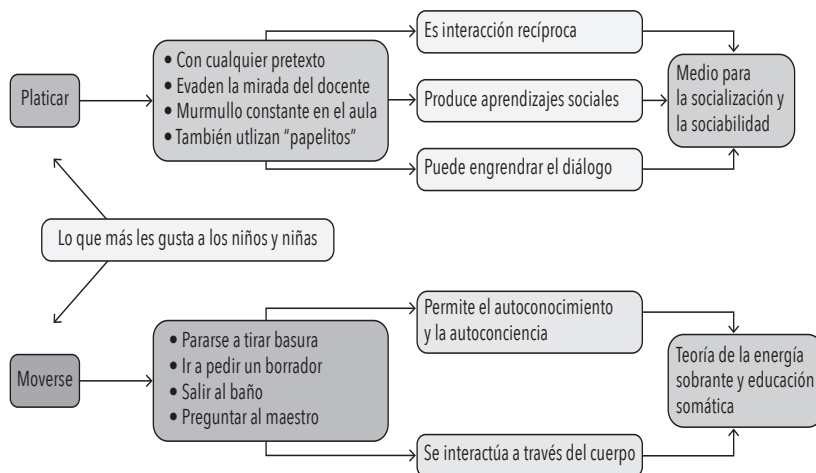 Platicar
• Con cualquier pretexto
• Evaden la mirada del docente
• Murmullo constante en el aula
• También utlizan “papelitos”
Es interacción recíproca
Produce aprendizajes sociales
Puede engrendrar el diálogo
Medio para
la socialización y
la sociabilidad
Lo que más les gusta a los niños y niñas
Moverse
• Pararse a tirar basura
• Ir a pedir un borrador
• Salir al baño
• Preguntar al maestro
Permite el autoconocimiento
y la autoconciencia
Se interactúa a través del cuerpo
Teoría de la energía
sobrante y educación
somática